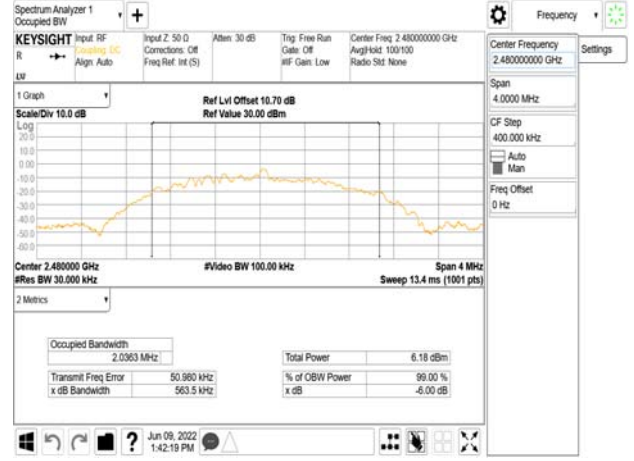 Spectrum Analyzer 1
Occupied BW
Frequency
KEYSIGHT
Input: RF
Coupling: DC
Align: Auto
Input Z: 50 Ω
Corrections: Off
Freq Ref: Int (S)
Atten: 30 dB
Trig: Free Run
Gate: Off
#IF Gain: Low
Center Freq: 2.480000000 GHz
Avg|Hold: 100/100
Radio Std: None
R
LVI
Center Frequency
2.480000000 GHz
Settings
Span
4.0000 MHz
CF Step
400.000 kHz
Auto
Man
Freq Offset
0 Hz
1 Graph
Ref Lvl Offset 10.70 dB
Scale/Div 10.0 dB
Ref Value 30.00 dBm
Log
20.0
10.0
0.00
-10.0
-20.0
-30.0
-40.0
-50.0
-60.0
Center 2.480000 GHz
#Video BW 100.00 kHz
Span 4 MHz
#Res BW 30.000 kHz
Sweep 13.4 ms (1001 pts)
2 Metrics
Occupied Bandwidth
2.0363 MHz
Total Power
6.18 dBm
Transmit Freq Error
50.980 kHz
% of OBW Power
99.00 %
x dB Bandwidth
563.5 kHz
x dB
-6.00 dB
Jun 09, 2022
1:42:19 PM